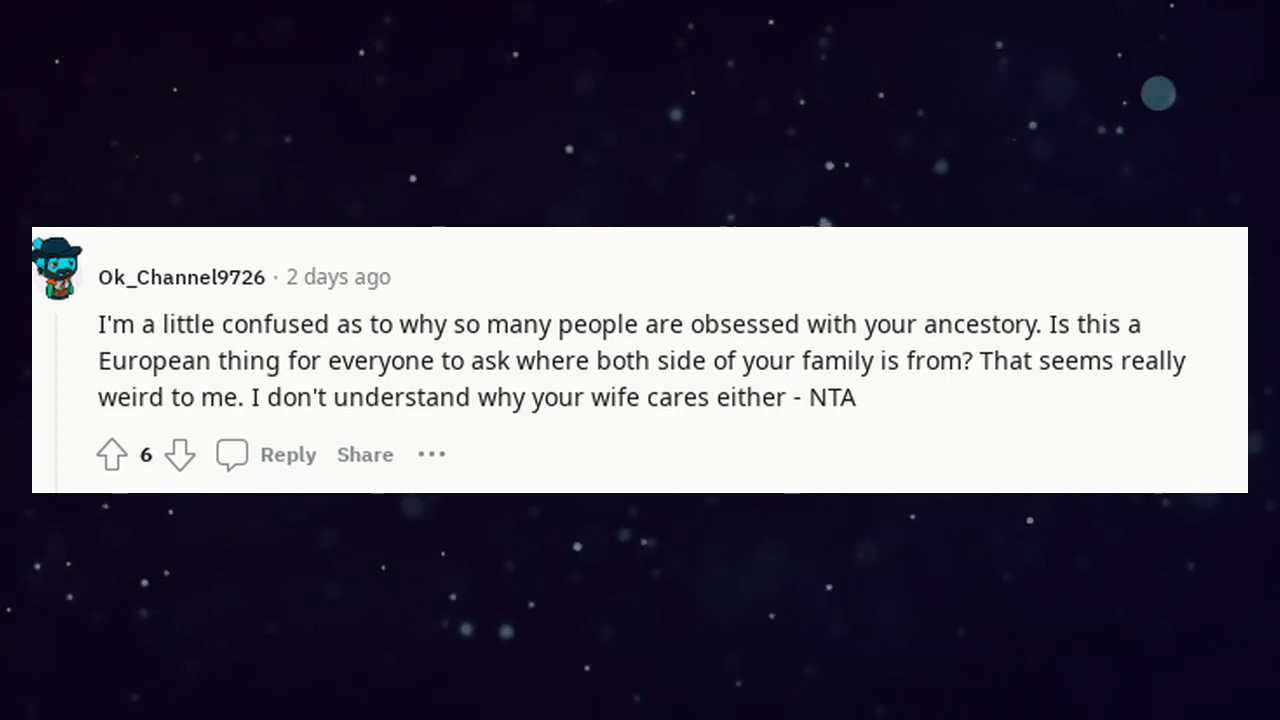 Ok_Channel9726 · 2 days ago
I'm a little confused as to why so many people are obsessed with your ancestory. Is this a
European thing for everyone to ask where both side of your family is from? That seems really
weird to me. I don't understand why your wife cares either - NTA
6 Reply Share •••